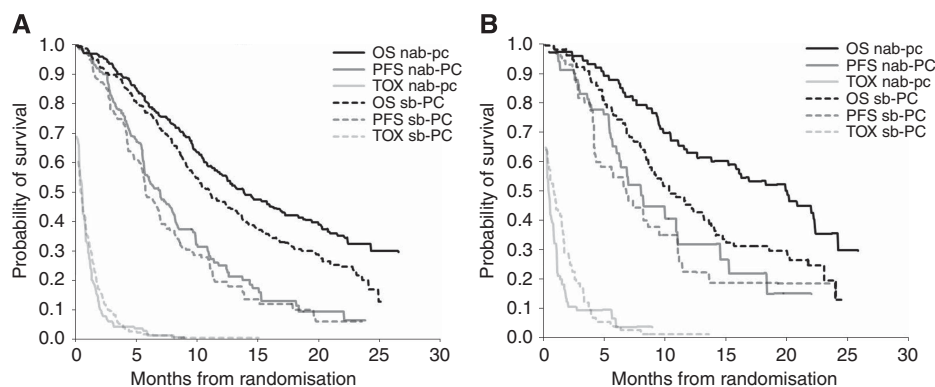 A
Probability of survival
1.0
0.9
0.8
0.7
0.6
0.5
0.4
0.3
0.2
0.1
0.0
0 5 10 15 20 25 30
Months from randomisation
OS nab-pc
PFS nab-PC
TOX nab-pc
OS sb-PC
PFS sb-PC
TOX sb-PC
B
Probability of survival
1.0
0.9
0.8
0.7
0.6
0.5
0.4
0.3
0.2
0.1
0.0
0 5 10 15 20 25 30
Months from randomisation
OS nab-pc
PFS nab-PC
TOX nab-pc
OS sb-PC
PFS sb-PC
TOX sb-PC